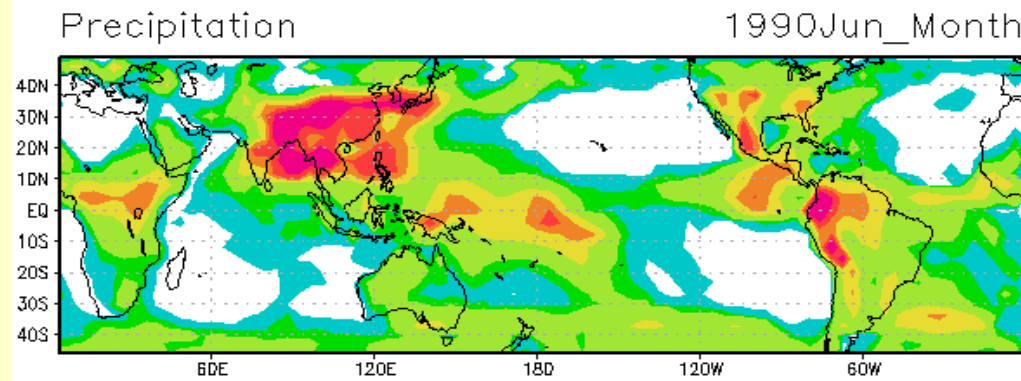 Precipitation 1990Jun_Month
40N
30N
20N
10N
EQ
10S
20S
30S
40S
60E 120E 180 120W 60W